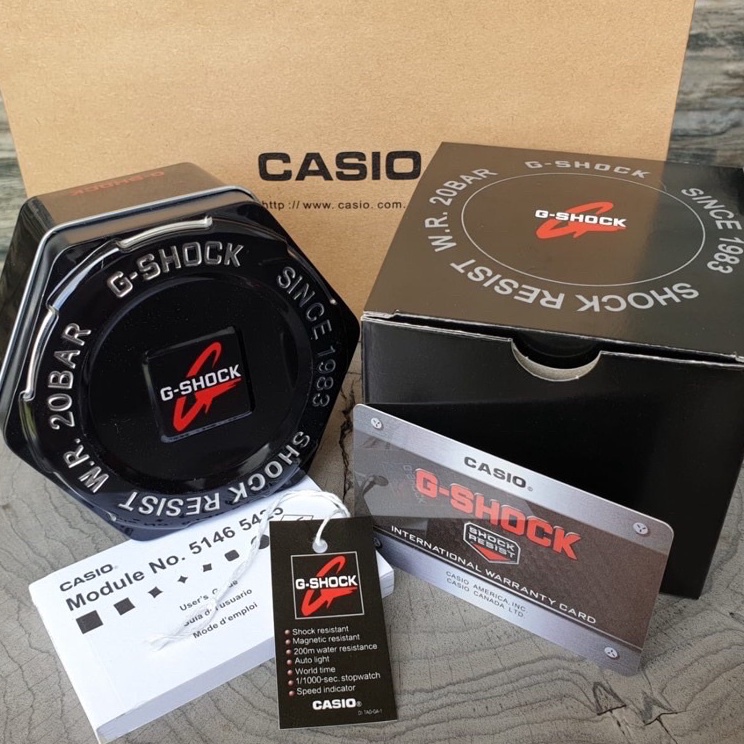 CASIO
http://www.casio.com.
G-SHOCK
G-SHOCK
SINCE 1983
SHOCK RESIST
W.R. 20BAR
G-SHOCK
G-SHOCK
SINCE 1983
SHOCK RESIST
W.R. 20BAR
G-SHOCK
CASIO®
G-SHOCK
SHOCK
RESIST
INTERNATIONAL WARRANTY CARD
CASIO AMERICA, INC.
CASIO CANADA LTD.
CASIO®
Module No. 5146 5425
User's guide
Guía del usuario
Mode d'emploi
G-SHOCK
Shock resistant
Magnetic resistant
200m water resistance
Auto light
World time
1/1000-sec. stopwatch
Speed indicator
CASIO®